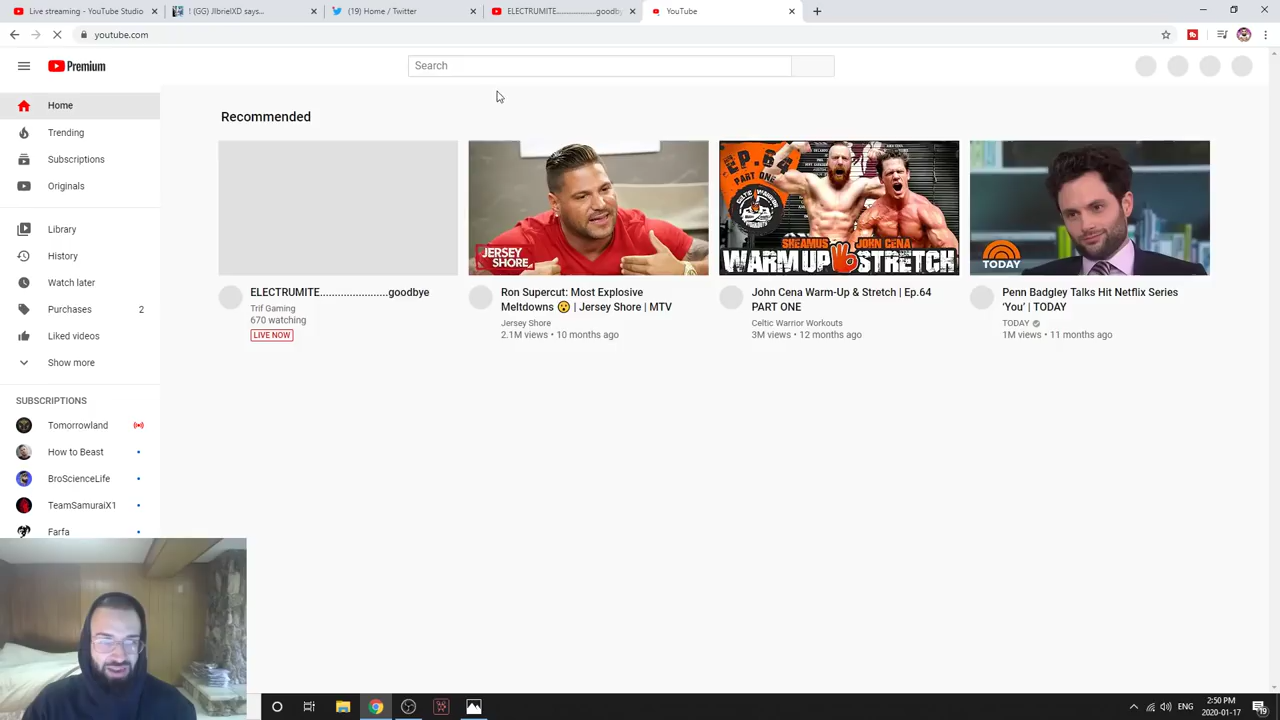 Live streaming - YouTube Studio
1 (GG) JIbrielXD says...
(19) Home / Twitter
ELECTRUMITE.......................goodby
YouTube
youtube.com
Premium
Search
Home
Trending
Subscriptions
Originals
Library
History
Watch later
Purchases 2
Liked videos
Show more
SUBSCRIPTIONS
Tomorrowland
How to Beast
BroScienceLife
TeamSamuraiX1
Farfa
Recommended
ELECTRUMITE.......................goodbye
Trif Gaming
670 watching
LIVE NOW
JERSEY
SHORE
Ron Supercut: Most Explosive
Meltdowns 😮 | Jersey Shore | MTV
Jersey Shore
2.1M views • 10 months ago
EP.64
PART ONE
SHEAMUS JOHN CENA
WARM UP STRETCH
John Cena Warm-Up & Stretch | Ep.64
PART ONE
Celtic Warrior Workouts
3M views • 12 months ago
TODAY
Penn Badgley Talks Hit Netflix Series
‘You’ | TODAY
TODAY
1M views • 11 months ago
ENG
2:50 PM
2020-01-17
19